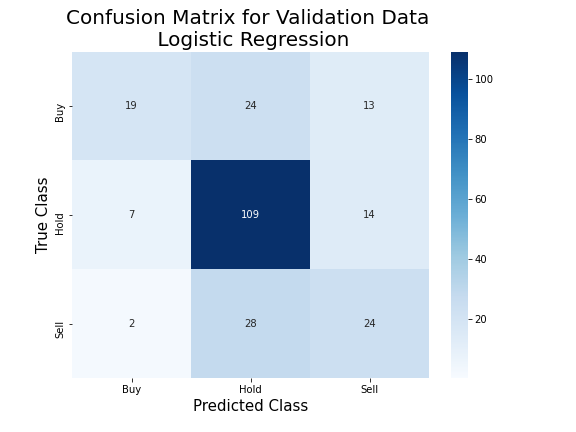 Confusion Matrix for Validation Data
Logistic Regression
Buy 19 24 13
Hold 7 109 14
Sell 2 28 24
Buy Hold Sell
True Class
Predicted Class
100
80
60
40
20